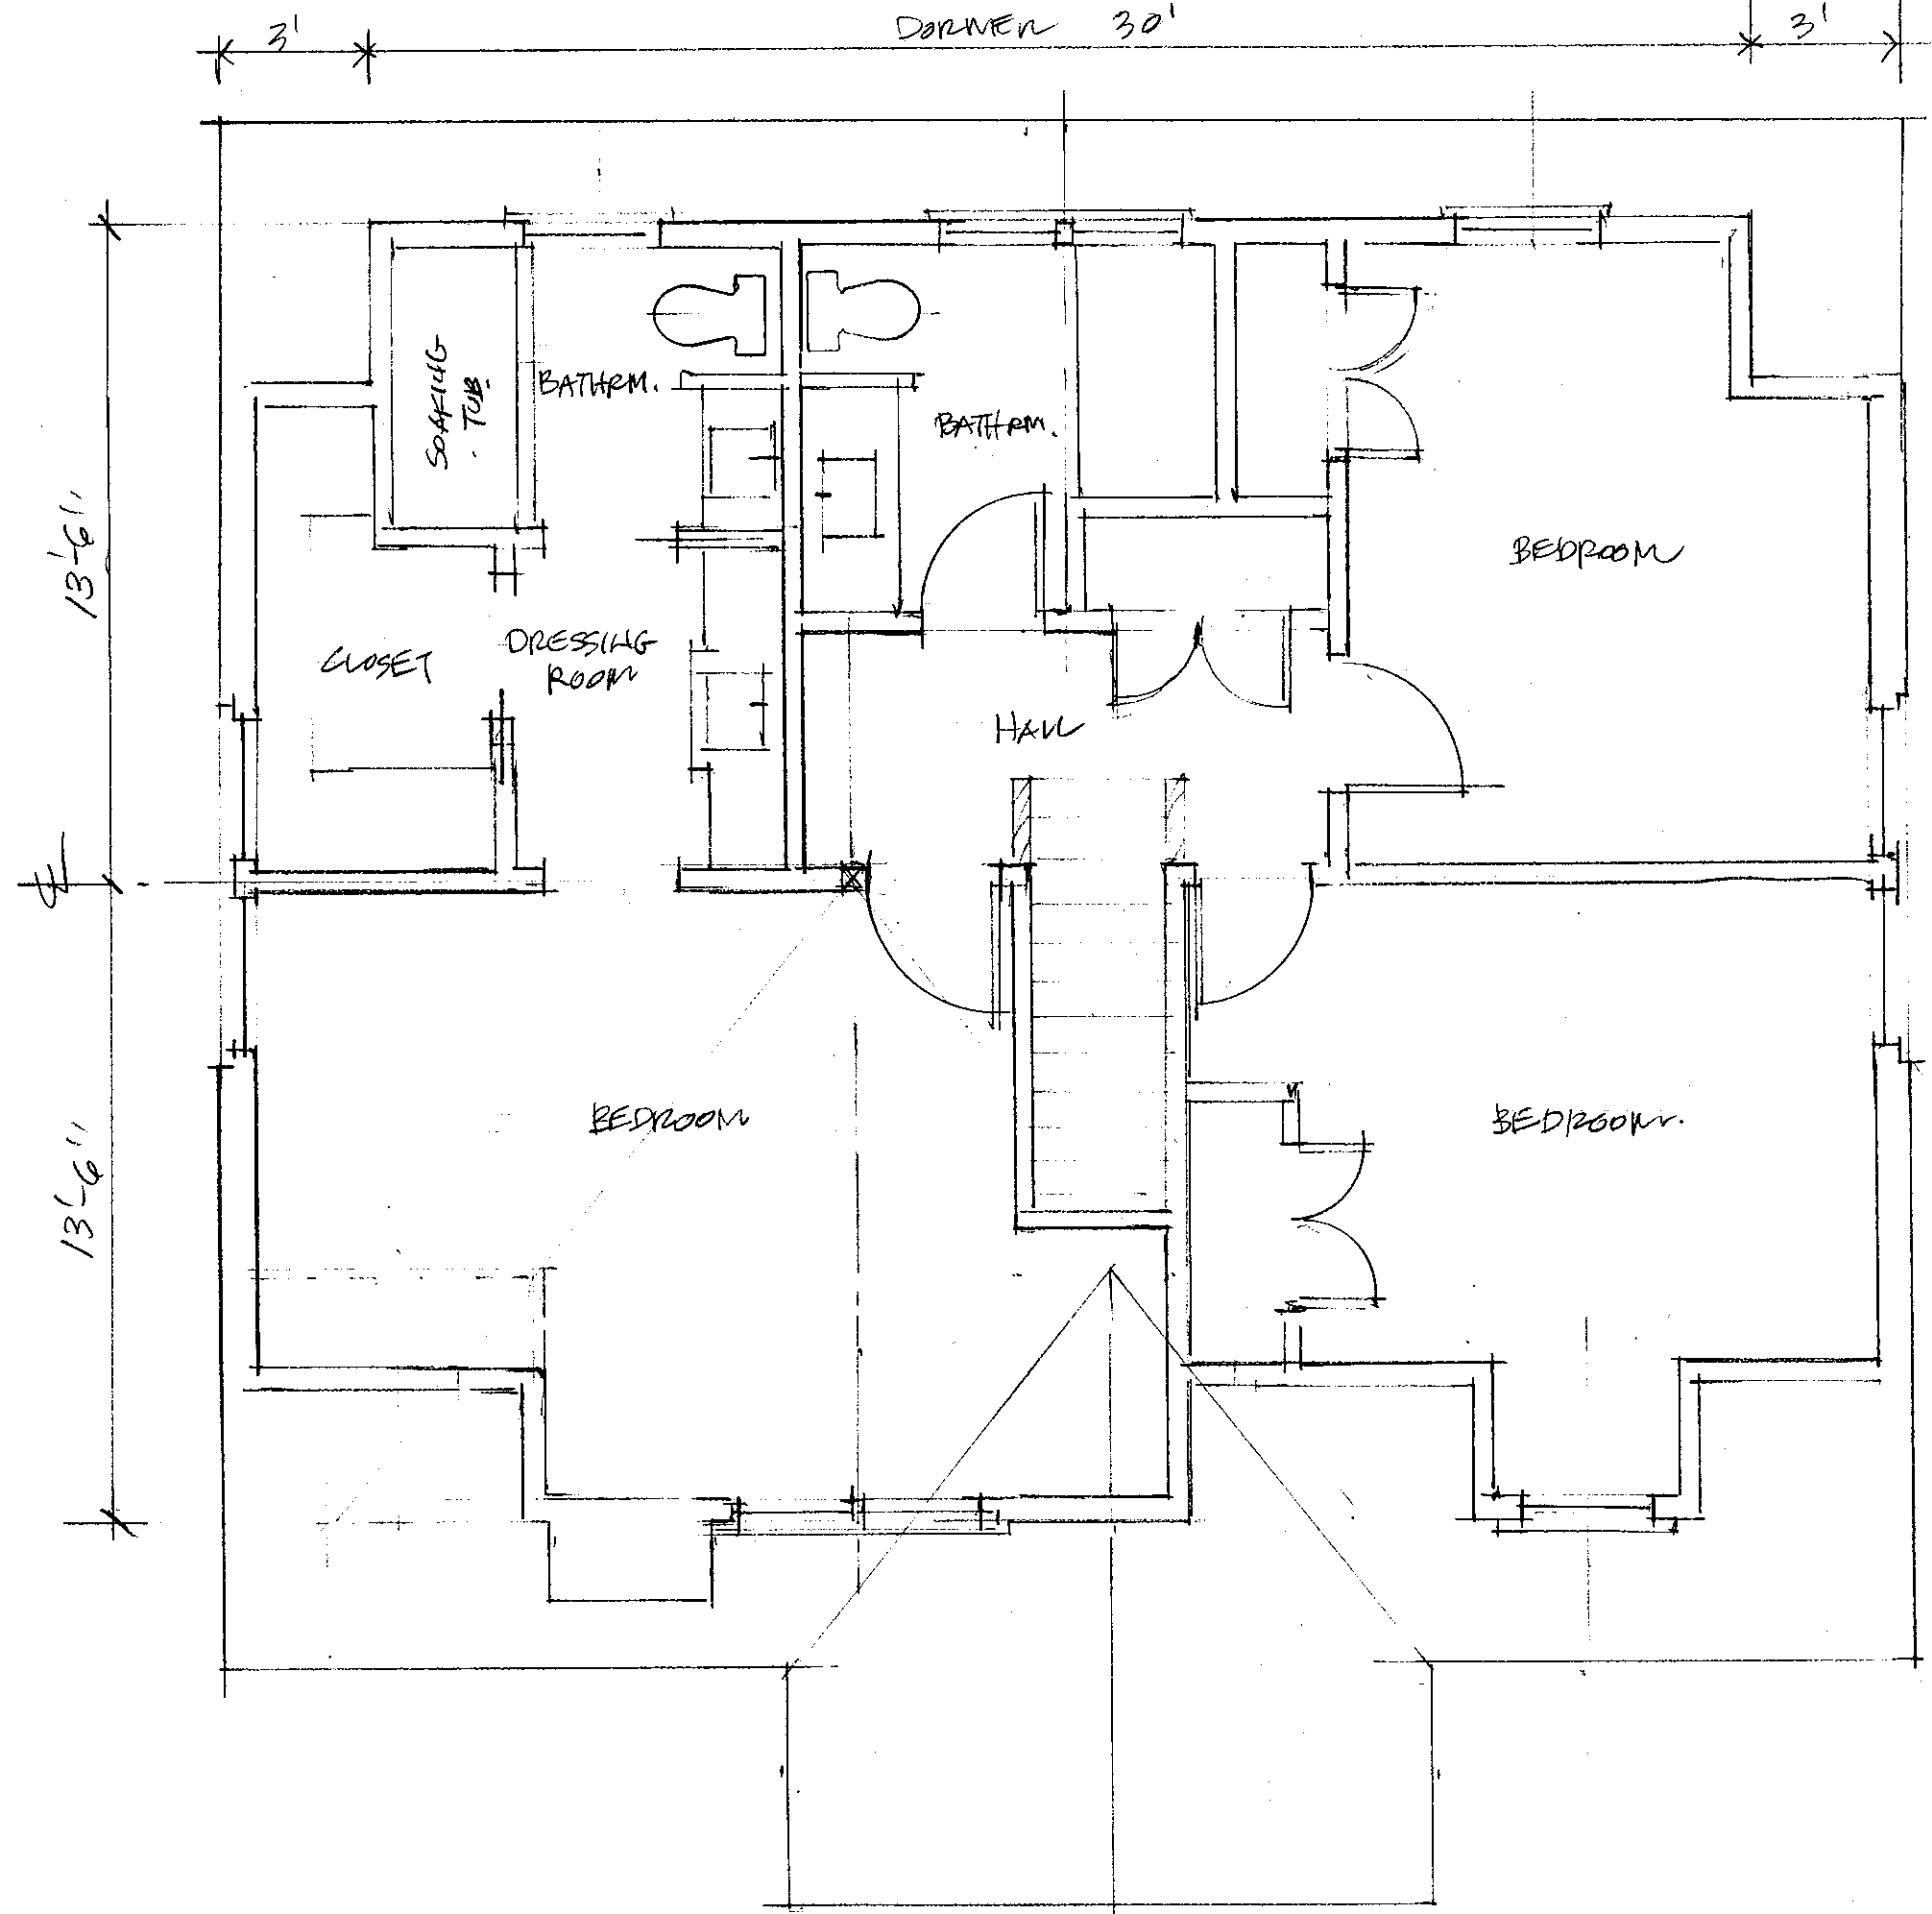 3'
DORMER 30'
3'
SOAKING
TUB.
BATHRM.
BATHRM.
13'-6"
BEDROOM
CLOSET
DRESSING
ROOM
HALL
℄
BEDROOM
BEDROOM.
13'-6"